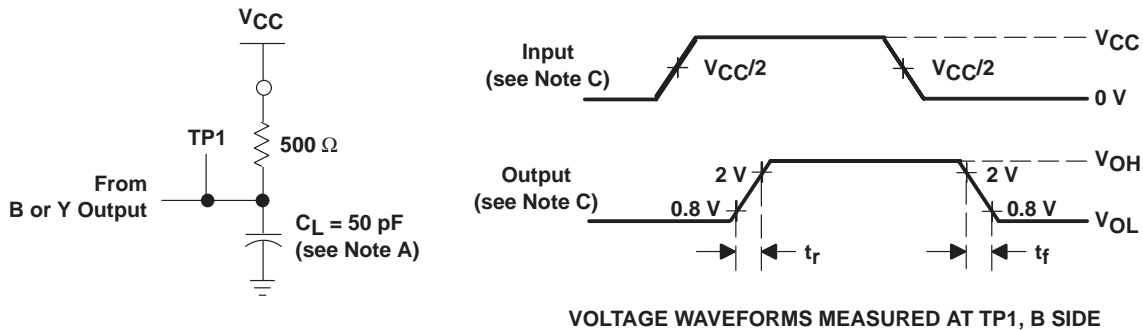 VCC
TP1
500 Ω
From
B or Y Output
CL = 50 pF
(see Note A)
Input
(see Note C)
VCC/2
VCC/2
VCC
0 V
Output
(see Note C)
2 V
0.8 V
2 V
0.8 V
VOH
VOL
tr
tf
VOLTAGE WAVEFORMS MEASURED AT TP1, B SIDE